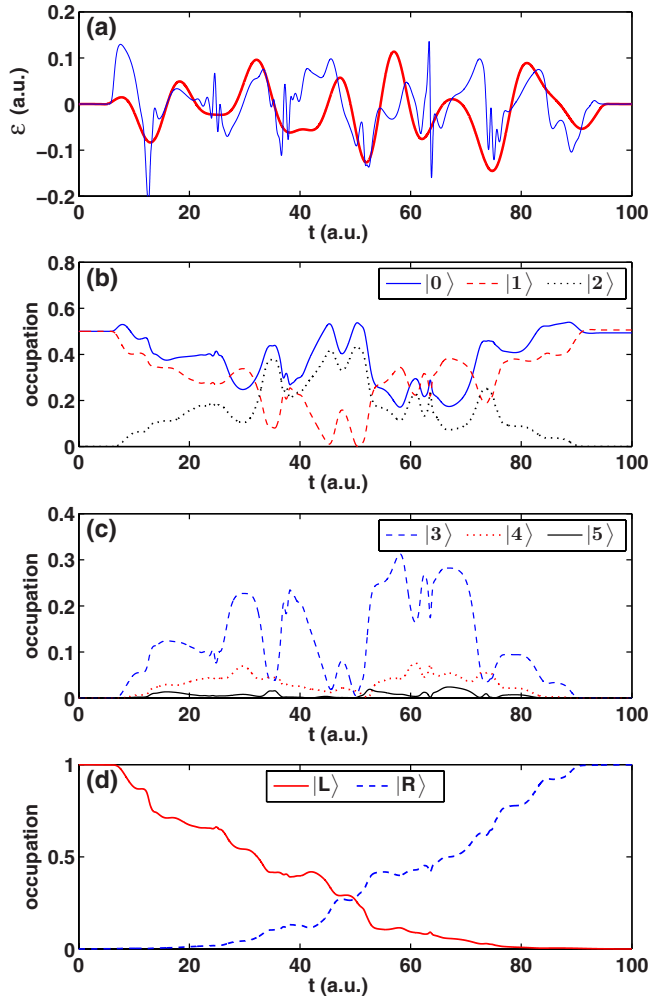 (a)
0.2
0.1
0
−0.1
−0.2
ε (a.u.)
0 20 40 60 80 100
t (a.u.)
(b)
|0⟩ |1⟩ |2⟩
0.8
0.6
0.4
0.2
0
occupation
0 20 40 60 80 100
t (a.u.)
(c)
|3⟩ |4⟩ |5⟩
0.4
0.3
0.2
0.1
0
occupation
0 20 40 60 80 100
t (a.u.)
(d)
|L⟩ |R⟩
1
0.5
0
occupation
0 20 40 60 80 100
t (a.u.)